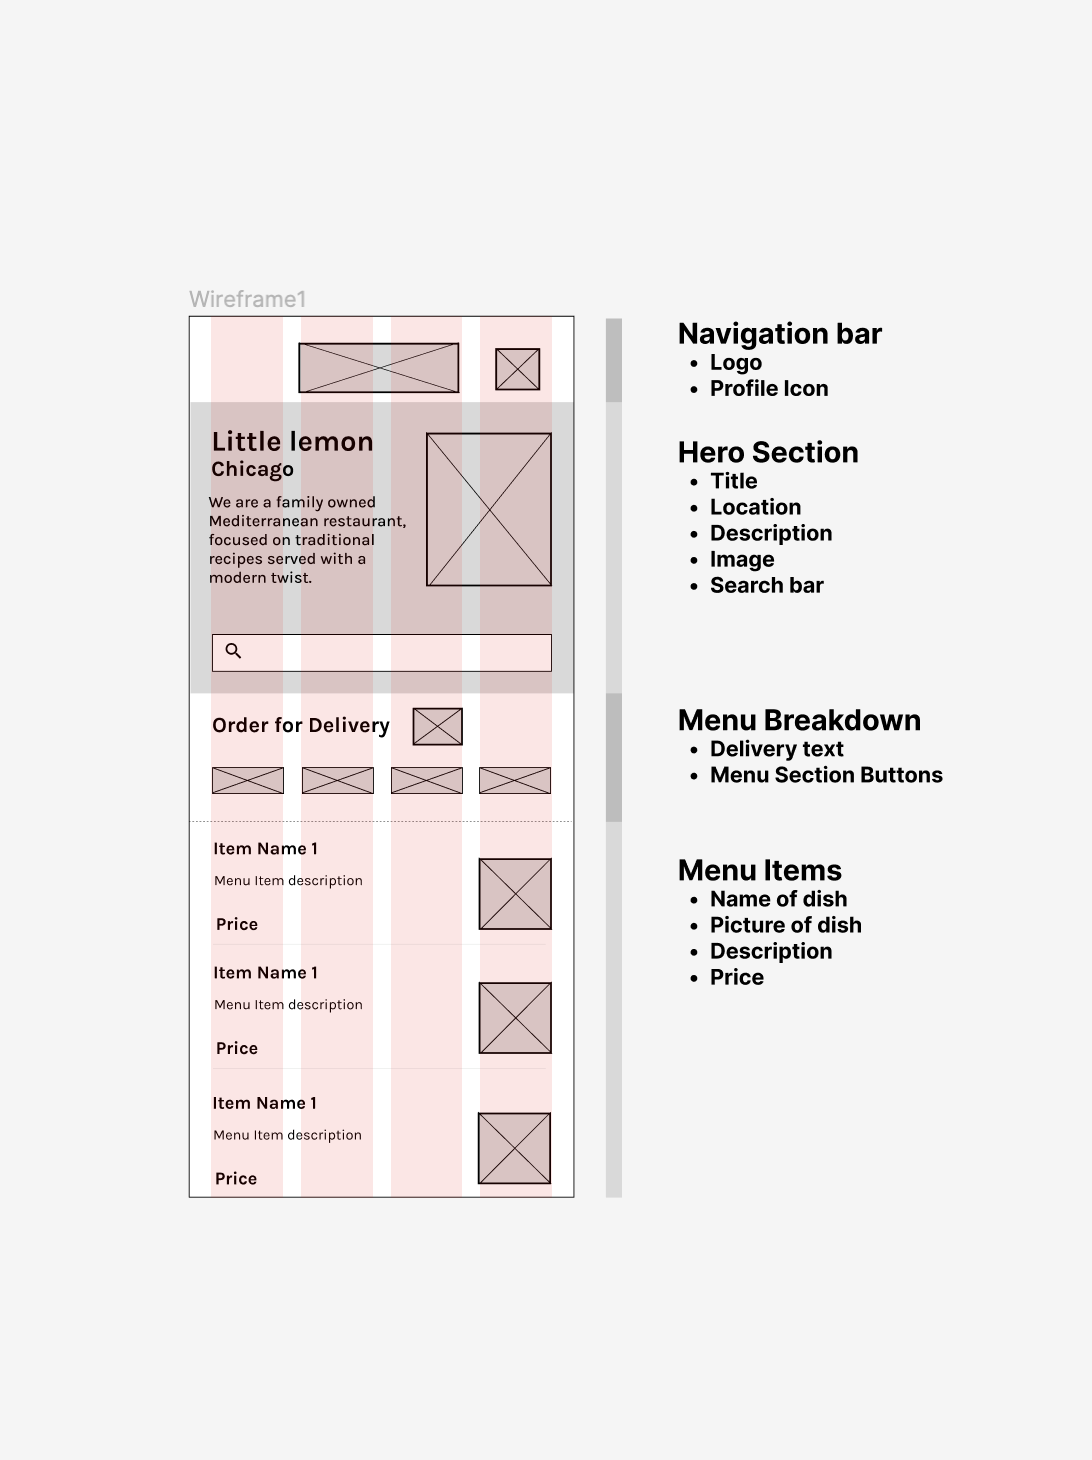 Wireframe1
Little lemon
Chicago
We are a family owned
Mediterranean restaurant,
focused on traditional
recipes served with a
modern twist.
Order for Delivery
Item Name 1
Menu Item description
Price
Item Name 1
Menu Item description
Price
Item Name 1
Menu Item description
Price
Navigation bar
• Logo
• Profile Icon
Hero Section
• Title
• Location
• Description
• Image
• Search bar
Menu Breakdown
• Delivery text
• Menu Section Buttons
Menu Items
• Name of dish
• Picture of dish
• Description
• Price